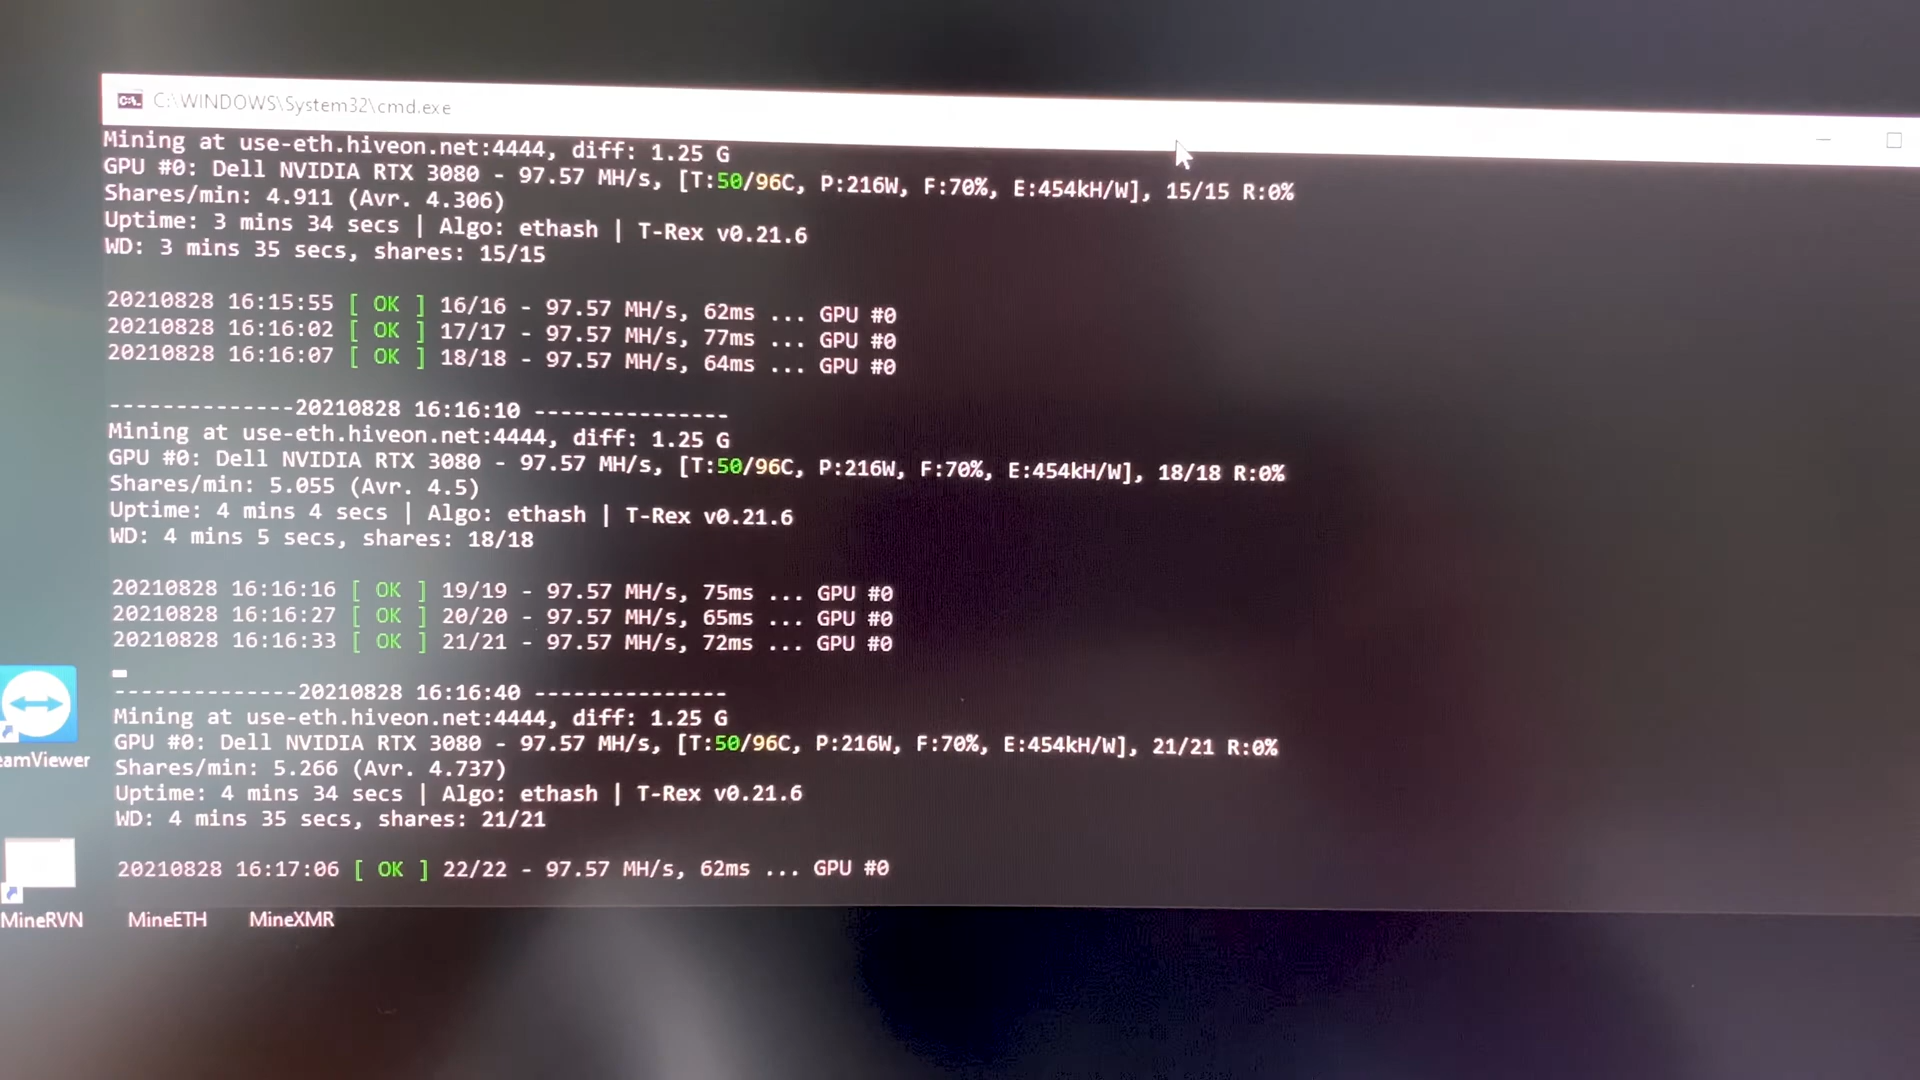 C:\WINDOWS\System32\cmd.exe
Mining at use-eth.hiveon.net:4444, diff: 1.25 G
GPU #0: Dell NVIDIA RTX 3080 - 97.57 MH/s, [T:50/96C, P:216W, F:70%, E:454kH/W], 15/15 R:0%
Shares/min: 4.911 (Avr. 4.306)
Uptime: 3 mins 34 secs | Algo: ethash | T-Rex v0.21.6
WD: 3 mins 35 secs, shares: 15/15
20210828 16:15:55 [ OK ] 16/16 - 97.57 MH/s, 62ms ... GPU #0
20210828 16:16:02 [ OK ] 17/17 - 97.57 MH/s, 77ms ... GPU #0
20210828 16:16:07 [ OK ] 18/18 - 97.57 MH/s, 64ms ... GPU #0
--------------20210828 16:16:10 ---------------
Mining at use-eth.hiveon.net:4444, diff: 1.25 G
GPU #0: Dell NVIDIA RTX 3080 - 97.57 MH/s, [T:50/96C, P:216W, F:70%, E:454kH/W], 18/18 R:0%
Shares/min: 5.055 (Avr. 4.5)
Uptime: 4 mins 4 secs | Algo: ethash | T-Rex v0.21.6
WD: 4 mins 5 secs, shares: 18/18
20210828 16:16:16 [ OK ] 19/19 - 97.57 MH/s, 75ms ... GPU #0
20210828 16:16:27 [ OK ] 20/20 - 97.57 MH/s, 65ms ... GPU #0
20210828 16:16:33 [ OK ] 21/21 - 97.57 MH/s, 72ms ... GPU #0
--------------20210828 16:16:40 ---------------
Mining at use-eth.hiveon.net:4444, diff: 1.25 G
GPU #0: Dell NVIDIA RTX 3080 - 97.57 MH/s, [T:50/96C, P:216W, F:70%, E:454kH/W], 21/21 R:0%
Shares/min: 5.266 (Avr. 4.737)
Uptime: 4 mins 34 secs | Algo: ethash | T-Rex v0.21.6
WD: 4 mins 35 secs, shares: 21/21
20210828 16:17:06 [ OK ] 22/22 - 97.57 MH/s, 62ms ... GPU #0
eamViewer
MineRVN MineETH MineXMR